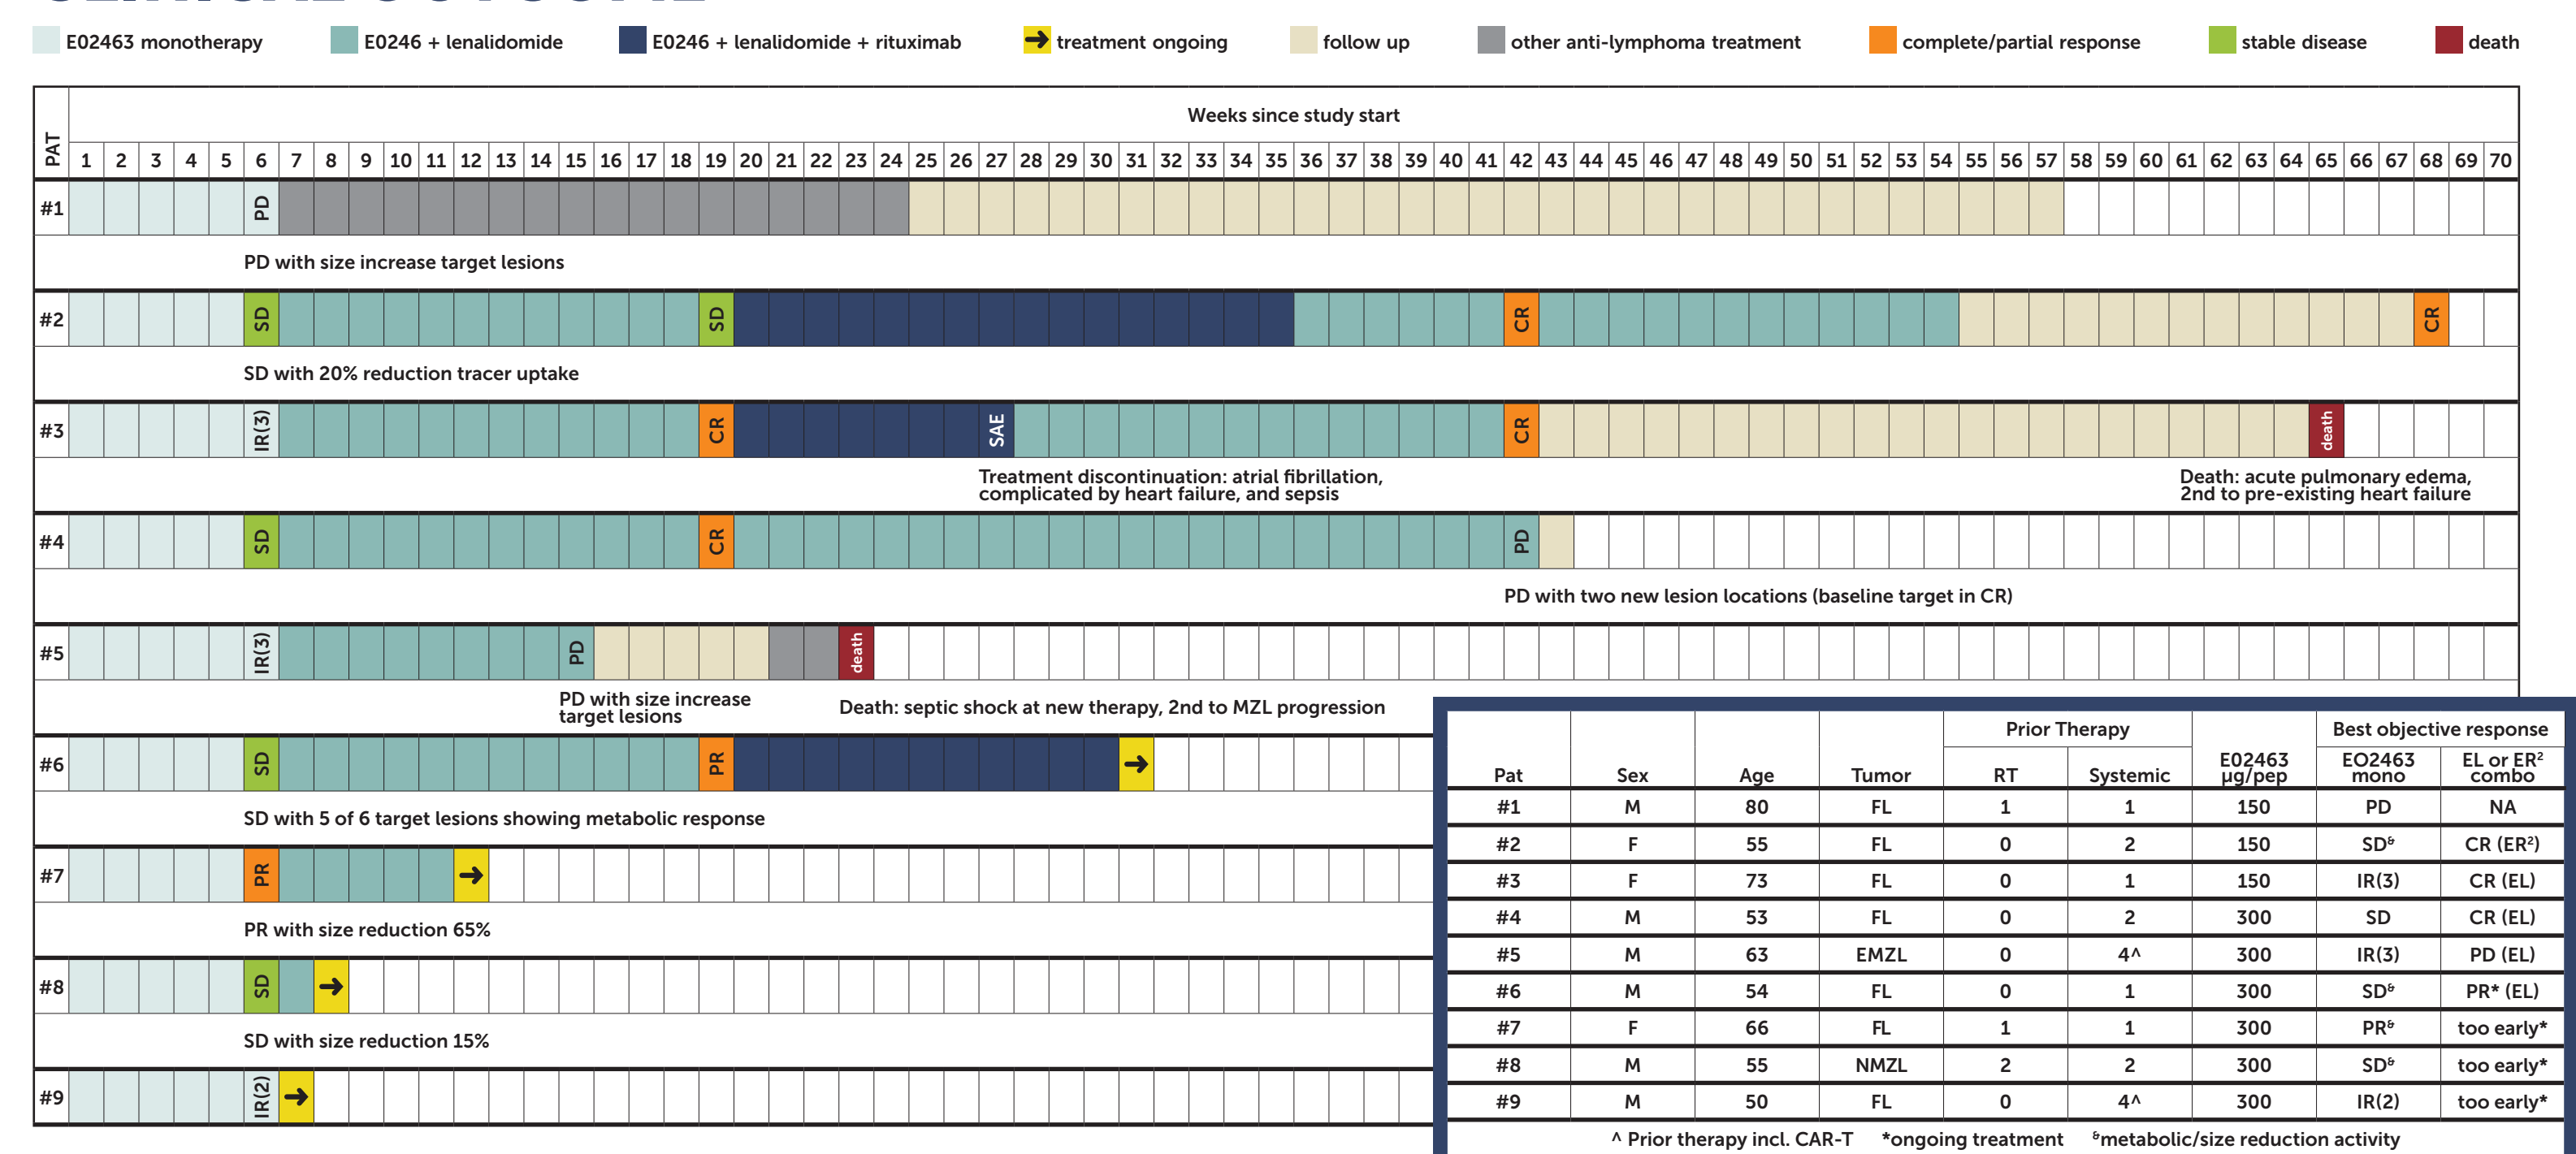 E02463 monotherapy E0246 + lenalidomide E0246 + lenalidomide + rituximab → treatment ongoing follow up other anti-lymphoma treatment complete/partial response stable disease death
Weeks since study start
PAT 1 2 3 4 5 6 7 8 9 10 11 12 13 14 15 16 17 18 19 20 21 22 23 24 25 26 27 28 29 30 31 32 33 34 35 36 37 38 39 40 41 42 43 44 45 46 47 48 49 50 51 52 53 54 55 56 57 58 59 60 61 62 63 64 65 66 67 68 69 70
#1 PD
PD with size increase target lesions
#2 SD SD CR CR
SD with 20% reduction tracer uptake
#3 IR(3) CR SAE CR death
Treatment discontinuation: atrial fibrillation,
complicated by heart failure, and sepsis
Death: acute pulmonary edema,
2nd to pre-existing heart failure
#4 SD CR PD
PD with two new lesion locations (baseline target in CR)
#5 IR(3) PD death
PD with size increase
target lesions
Death: septic shock at new therapy, 2nd to MZL progression
#6 SD PR →
SD with 5 of 6 target lesions showing metabolic response
#7 PR →
PR with size reduction 65%
#8 SD →
SD with size reduction 15%
#9 IR(2) →
Prior Therapy Best objective response
Pat Sex Age Tumor RT Systemic E02463 µg/pep EO2463 mono EL or ER² combo
#1 M 80 FL 1 1 150 PD NA
#2 F 55 FL 0 2 150 SD& CR (ER²)
#3 F 73 FL 0 1 150 IR(3) CR (EL)
#4 M 53 FL 0 2 300 SD CR (EL)
#5 M 63 EMZL 0 4^ 300 IR(3) PD (EL)
#6 M 54 FL 0 1 300 SD& PR* (EL)
#7 F 66 FL 1 1 300 PR& too early*
#8 M 55 NMZL 2 2 300 SD& too early*
#9 M 50 FL 0 4^ 300 IR(2) too early*
^ Prior therapy incl. CAR-T *ongoing treatment &metabolic/size reduction activity